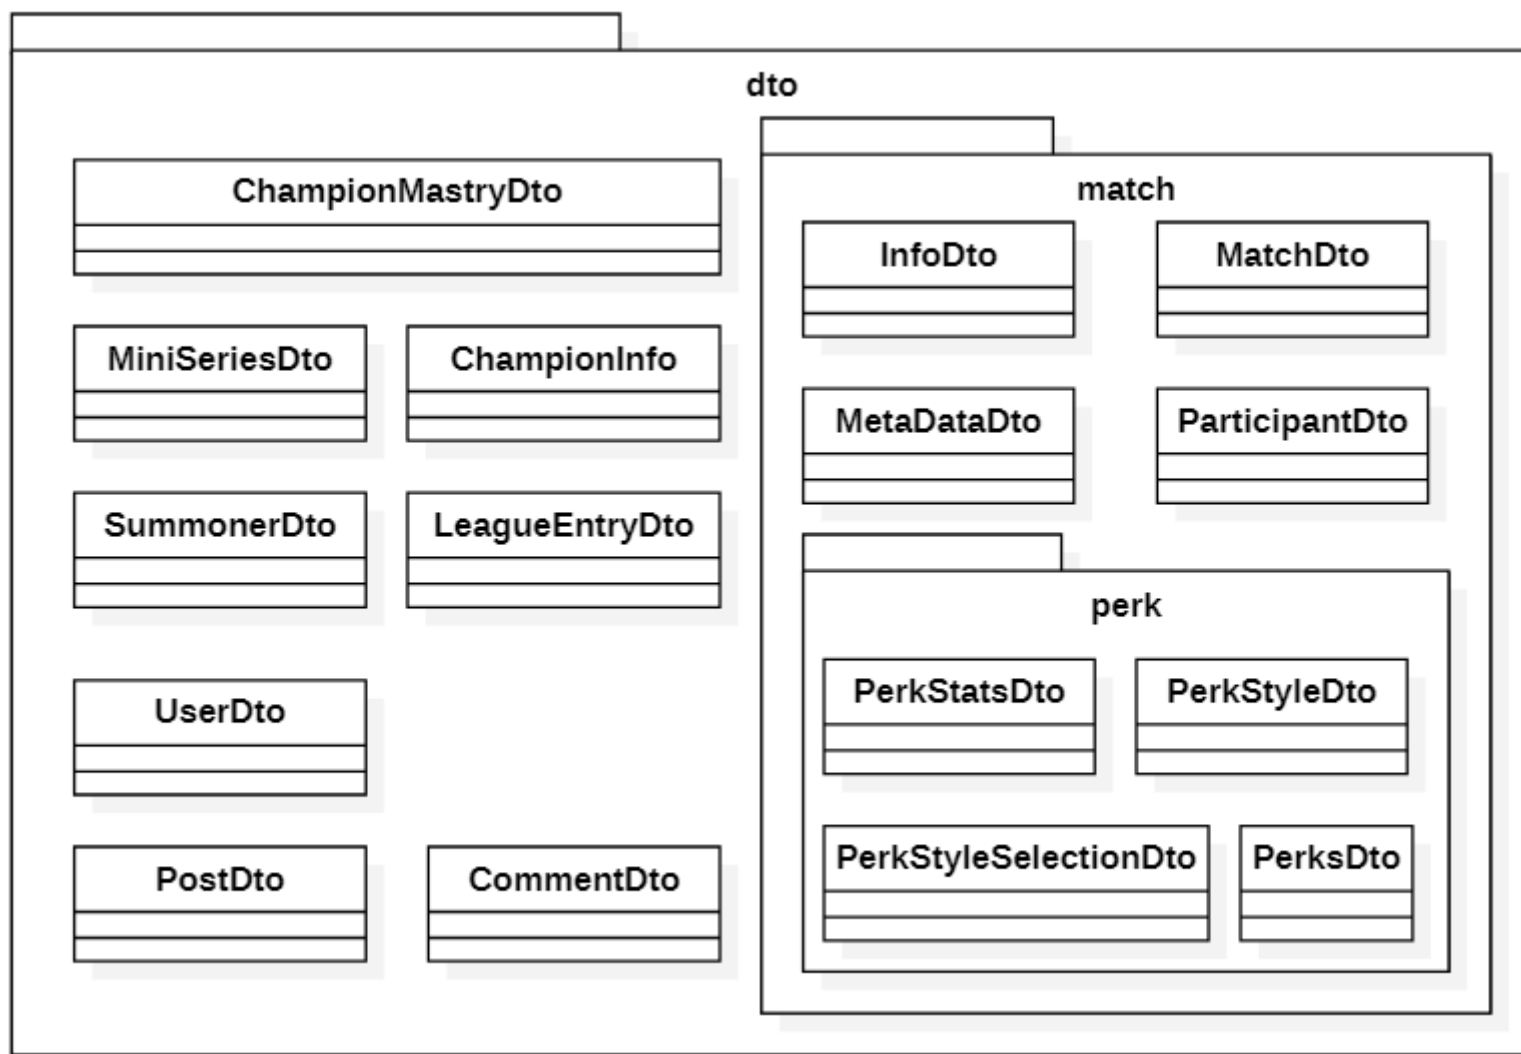 dto
ChampionMastryDto
MiniSeriesDto
ChampionInfo
SummonerDto
LeagueEntryDto
UserDto
PostDto
CommentDto
match
InfoDto
MatchDto
MetaDataDto
ParticipantDto
perk
PerkStatsDto
PerkStyleDto
PerkStyleSelectionDto
PerksDto